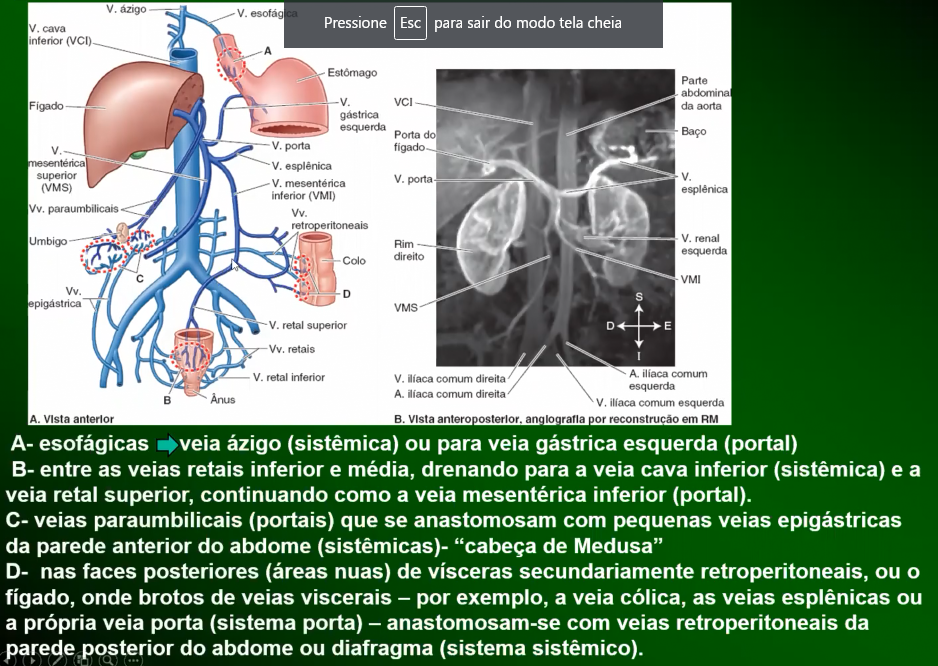 Pressione Esc para sair do modo tela cheia
V. ázigo
V. esofágica
V. cava
inferior (VCI)
A
Estômago
Fígado
V.
gástrica
esquerda
V. porta
V.
mesentérica
superior
(VMS)
V. esplênica
V. mesentérica
inferior (VMI)
Vv. paraumbilicais
Vv.
retroperitoneais
Umbigo
Colo
C
D
Vv.
epigástrica
V. retal superior
Vv. retais
V. retal inferior
B
Ânus
A. Vista anterior
VCI
Parte
abdominal
da aorta
Porta do
fígado
Baço
V. porta
V.
esplênica
Rim
direito
V. renal
esquerda
VMI
VMS
S
D
E
I
V. ilíaca comum direita
A. ilíaca comum direita
A. ilíaca comum
esquerda
V. ilíaca comum esquerda
B. Vista anteroposterior, angiografia por reconstrução em RM
A- esofágicas veia ázigo (sistêmica) ou para veia gástrica esquerda (portal)
B- entre as veias retais inferior e média, drenando para a veia cava inferior (sistêmica) e a
veia retal superior, continuando como a veia mesentérica inferior (portal).
C- veias paraumbilicais (portais) que se anastomosam com pequenas veias epigástricas
da parede anterior do abdome (sistêmicas)- “cabeça de Medusa”
D- nas faces posteriores (áreas nuas) de vísceras secundariamente retroperitoneais, ou o
fígado, onde brotos de veias viscerais – por exemplo, a veia cólica, as veias esplênicas ou
a própria veia porta (sistema porta) – anastomosam-se com veias retroperitoneais da
parede posterior do abdome ou diafragma (sistema sistêmico).